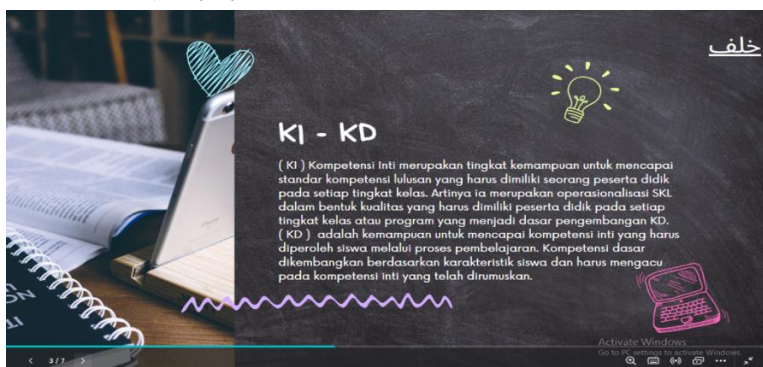 خلف
KI - KD
( KI ) Kompetensi Inti merupakan tingkat kemampuan untuk mencapai
standar kompetensi lulusan yang harus dimiliki seorang peserta didik
pada setiap tingkat kelas. Artinya ia merupakan operasionalisasi SKL
dalam bentuk kualitas yang harus dimiliki peserta didik pada setiap
tingkat kelas atau program yang menjadi dasar pengembangan KD.
( KD ) adalah kemampuan untuk mencapai kompetensi inti yang harus
diperoleh siswa melalui proses pembelajaran. Kompetensi dasar
dikembangkan berdasarkan karakteristik siswa dan harus mengacu
pada kompetensi inti yang telah dirumuskan.
Activate Windows
Go to PC settings to activate Windows.
3/7